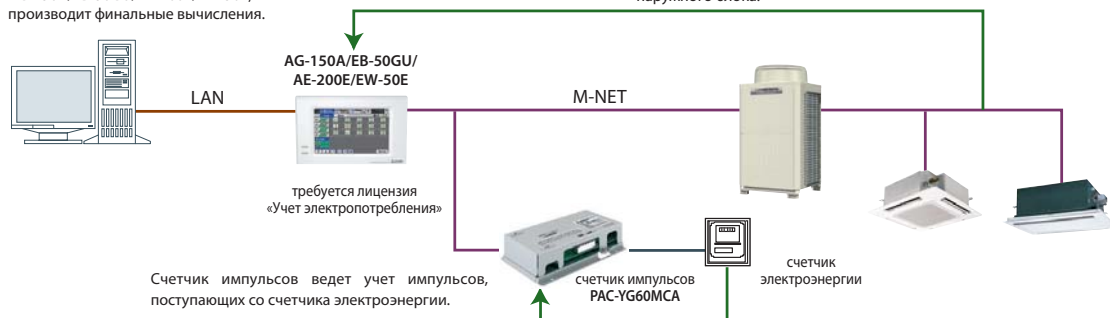 производит финальные вычисления.
AG-150A/EB-50GU/
AE-200E/EW-50E
LAN
M-NET
требуется лицензия
«Учет электропотребления»
Счетчик импульсов ведет учет импульсов,
поступающих со счетчика электроэнергии.
счетчик импульсов
PAC-YG60MCA
счетчик
электроэнергии